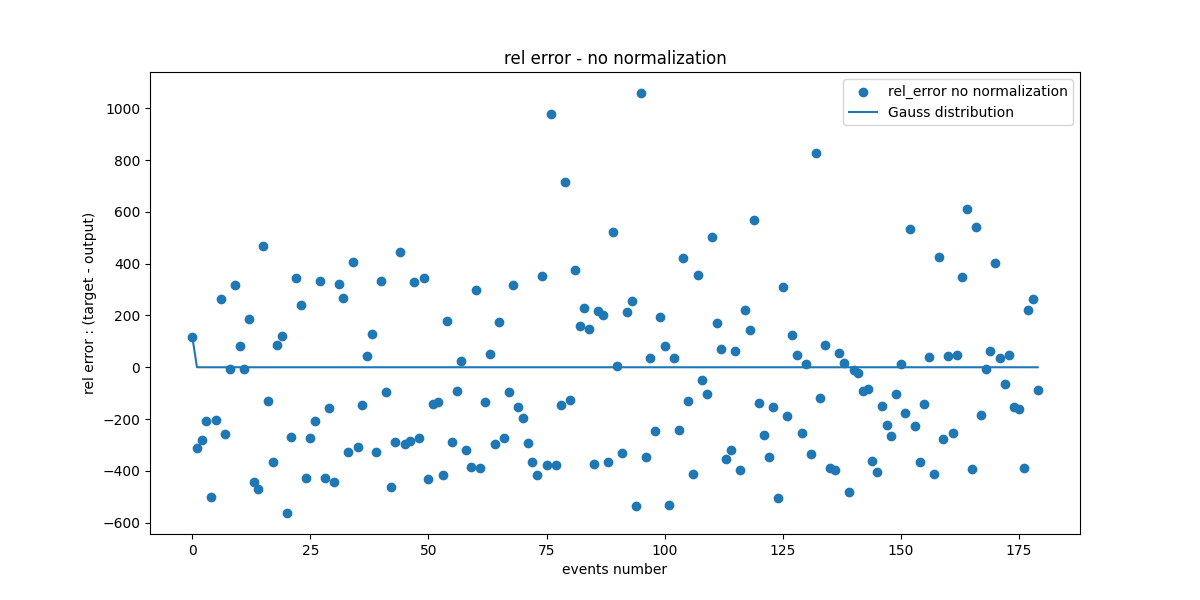 rel error - no normalization
rel_error no normalization
Gauss distribution
rel error : (target - output)
1000
800
600
400
200
0
−200
−400
−600
0 25 50 75 100 125 150 175
events number